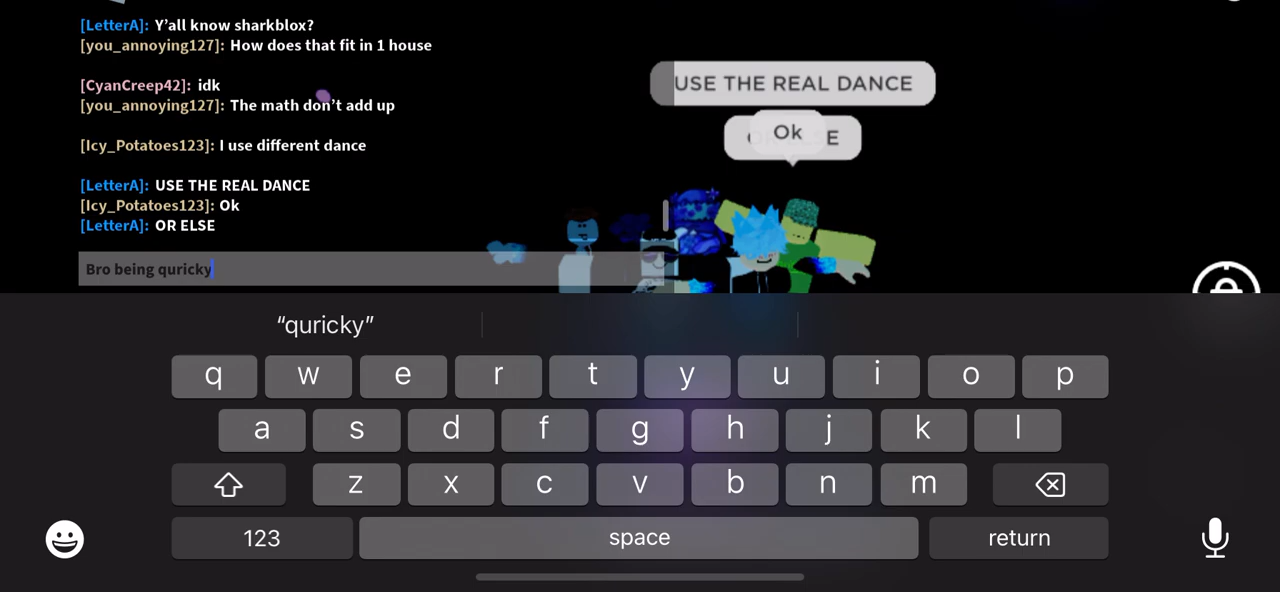 [LetterA]: Y'all know sharkblox?
[you_annoying127]: How does that fit in 1 house
[CyanCreep42]: idk
[you_annoying127]: The math don't add up
[Icy_Potatoes123]: I use different dance
[LetterA]: USE THE REAL DANCE
[Icy_Potatoes123]: Ok
[LetterA]: OR ELSE
Bro being quricky
USE THE REAL DANCE
Ok
“quricky”
q w e r t y u i o p
a s d f g h j k l
z x c v b n m
123 space return